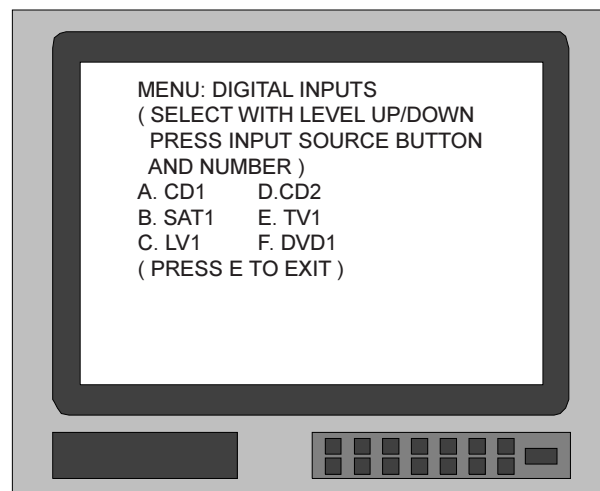 MENU: DIGITAL INPUTS
( SELECT WITH LEVEL UP/DOWN
PRESS INPUT SOURCE BUTTON
AND NUMBER )
A. CD1 D.CD2
B. SAT1 E. TV1
C. LV1 F. DVD1
( PRESS E TO EXIT )